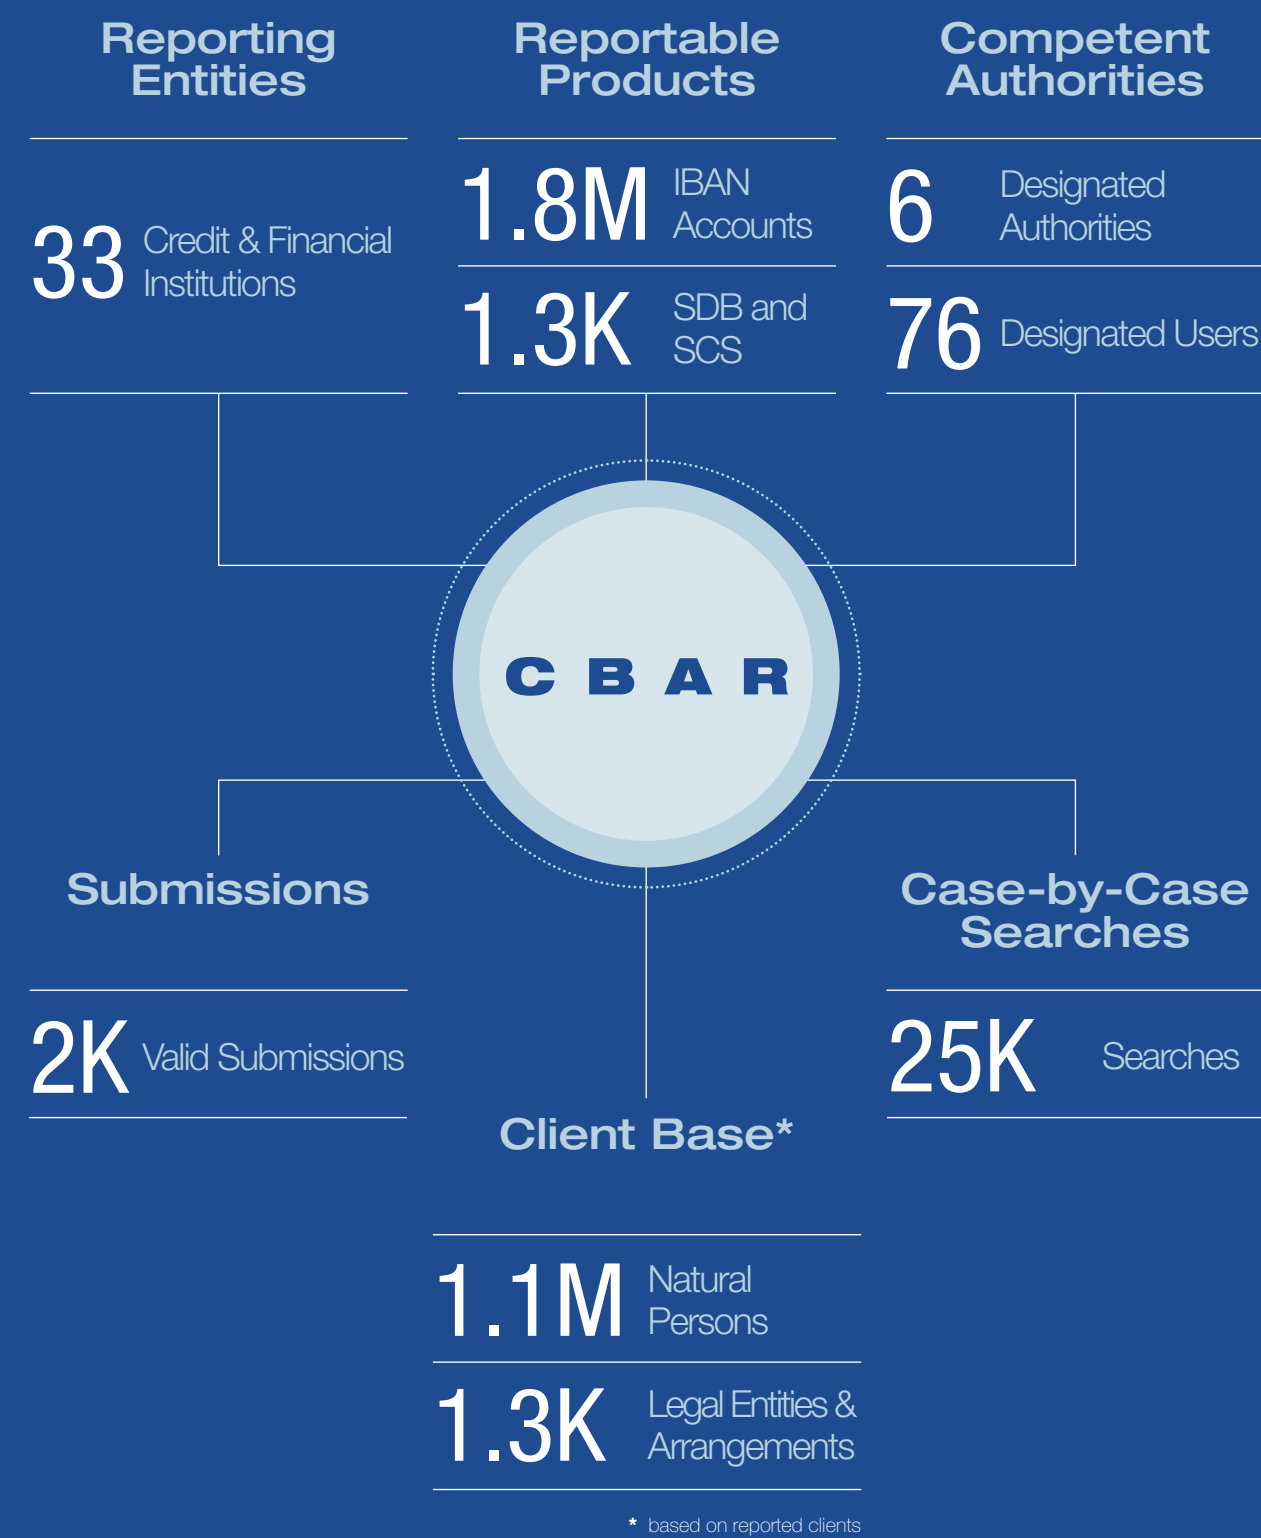 Reporting
Entities
33 Credit & Financial
Institutions
Reportable
Products
1.8M IBAN
Accounts
1.3K SDB and
SCS
Competent
Authorities
6 Designated
Authorities
76 Designated Users
CBAR
Submissions
2K Valid Submissions
Case-by-Case
Searches
25K Searches
Client Base*
1.1M Natural
Persons
1.3K Legal Entities &
Arrangements
* based on reported clients